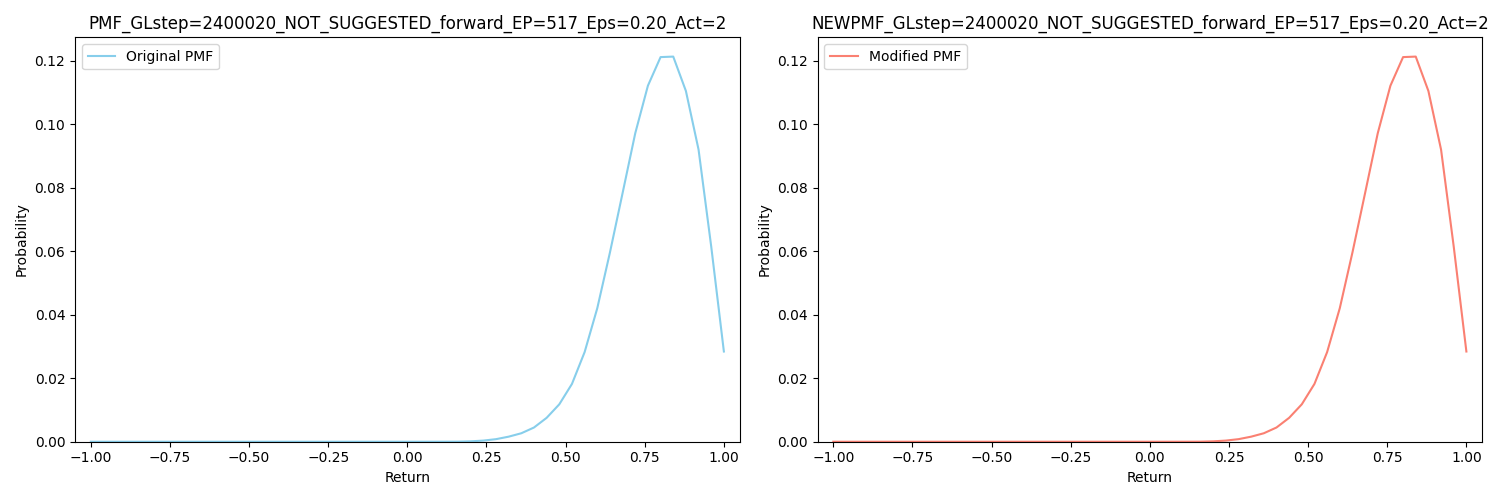 PMF_GLstep=2400020_NOT_SUGGESTED_forward_EP=517_Eps=0.20_Act=2
Original PMF
0.12
0.10
0.08
0.06
0.04
0.02
0.00
Probability
−1.00 −0.75 −0.50 −0.25 0.00 0.25 0.50 0.75 1.00
Return
NEWPMF_GLstep=2400020_NOT_SUGGESTED_forward_EP=517_Eps=0.20_Act=2
Modified PMF
0.12
0.10
0.08
0.06
0.04
0.02
0.00
Probability
−1.00 −0.75 −0.50 −0.25 0.00 0.25 0.50 0.75 1.00
Return